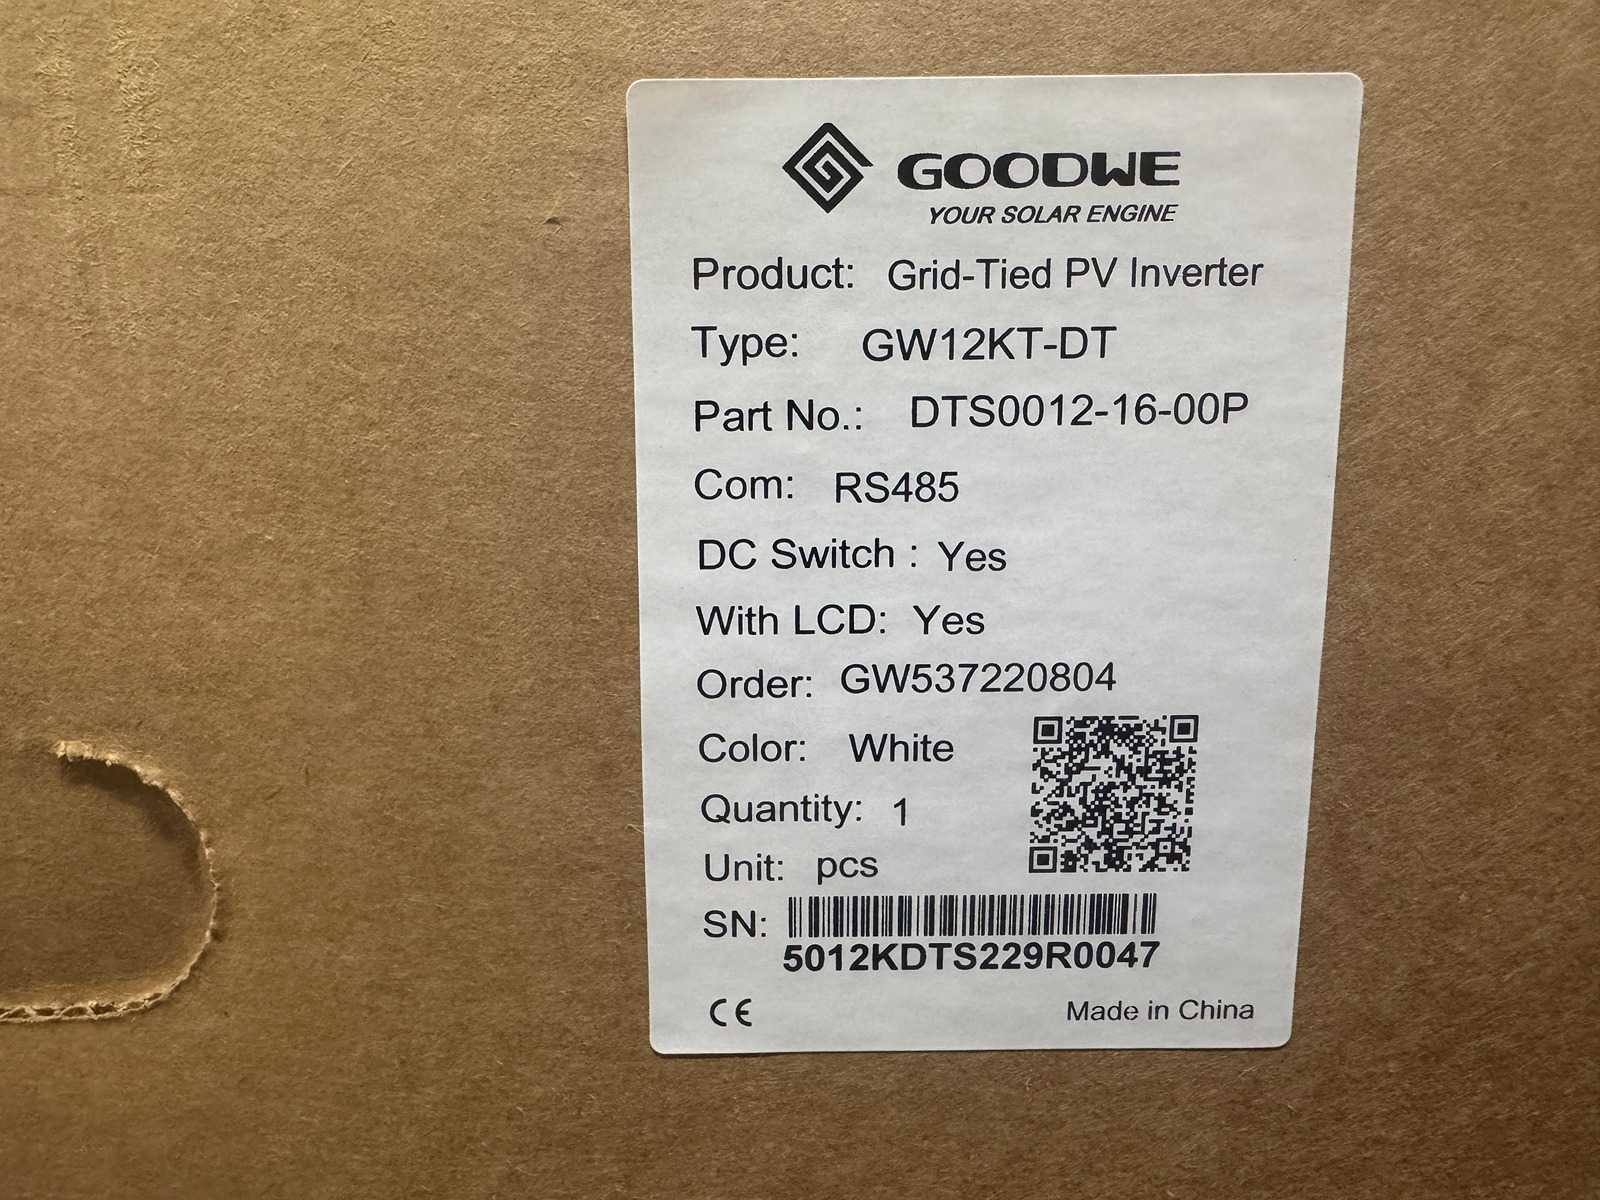 GOODWE
YOUR SOLAR ENGINE
Product: Grid-Tied PV Inverter
Type: GW12KT-DT
Part No.: DTS0012-16-00P
Com: RS485
DC Switch : Yes
With LCD: Yes
Order: GW537220804
Color: White
Quantity: 1
Unit: pcs
SN:
5012KDTS229R0047
CE Made in China